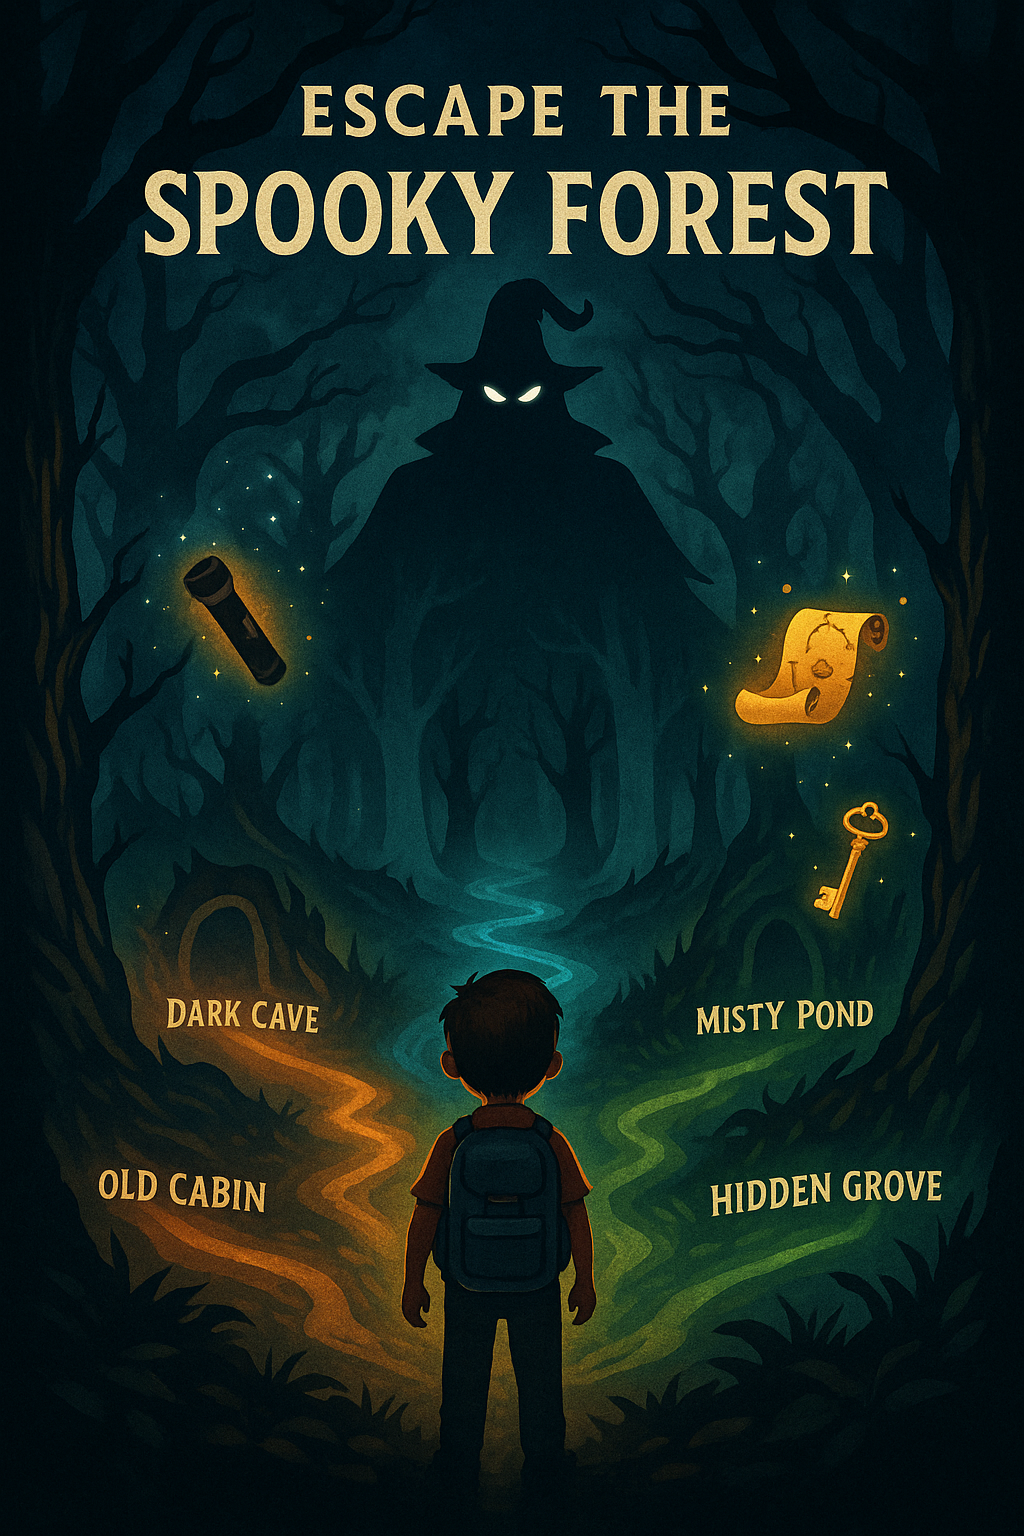 ESCAPE THE
SPOOKY FOREST
DARK CAVE
MISTY POND
OLD CABIN
HIDDEN GROVE